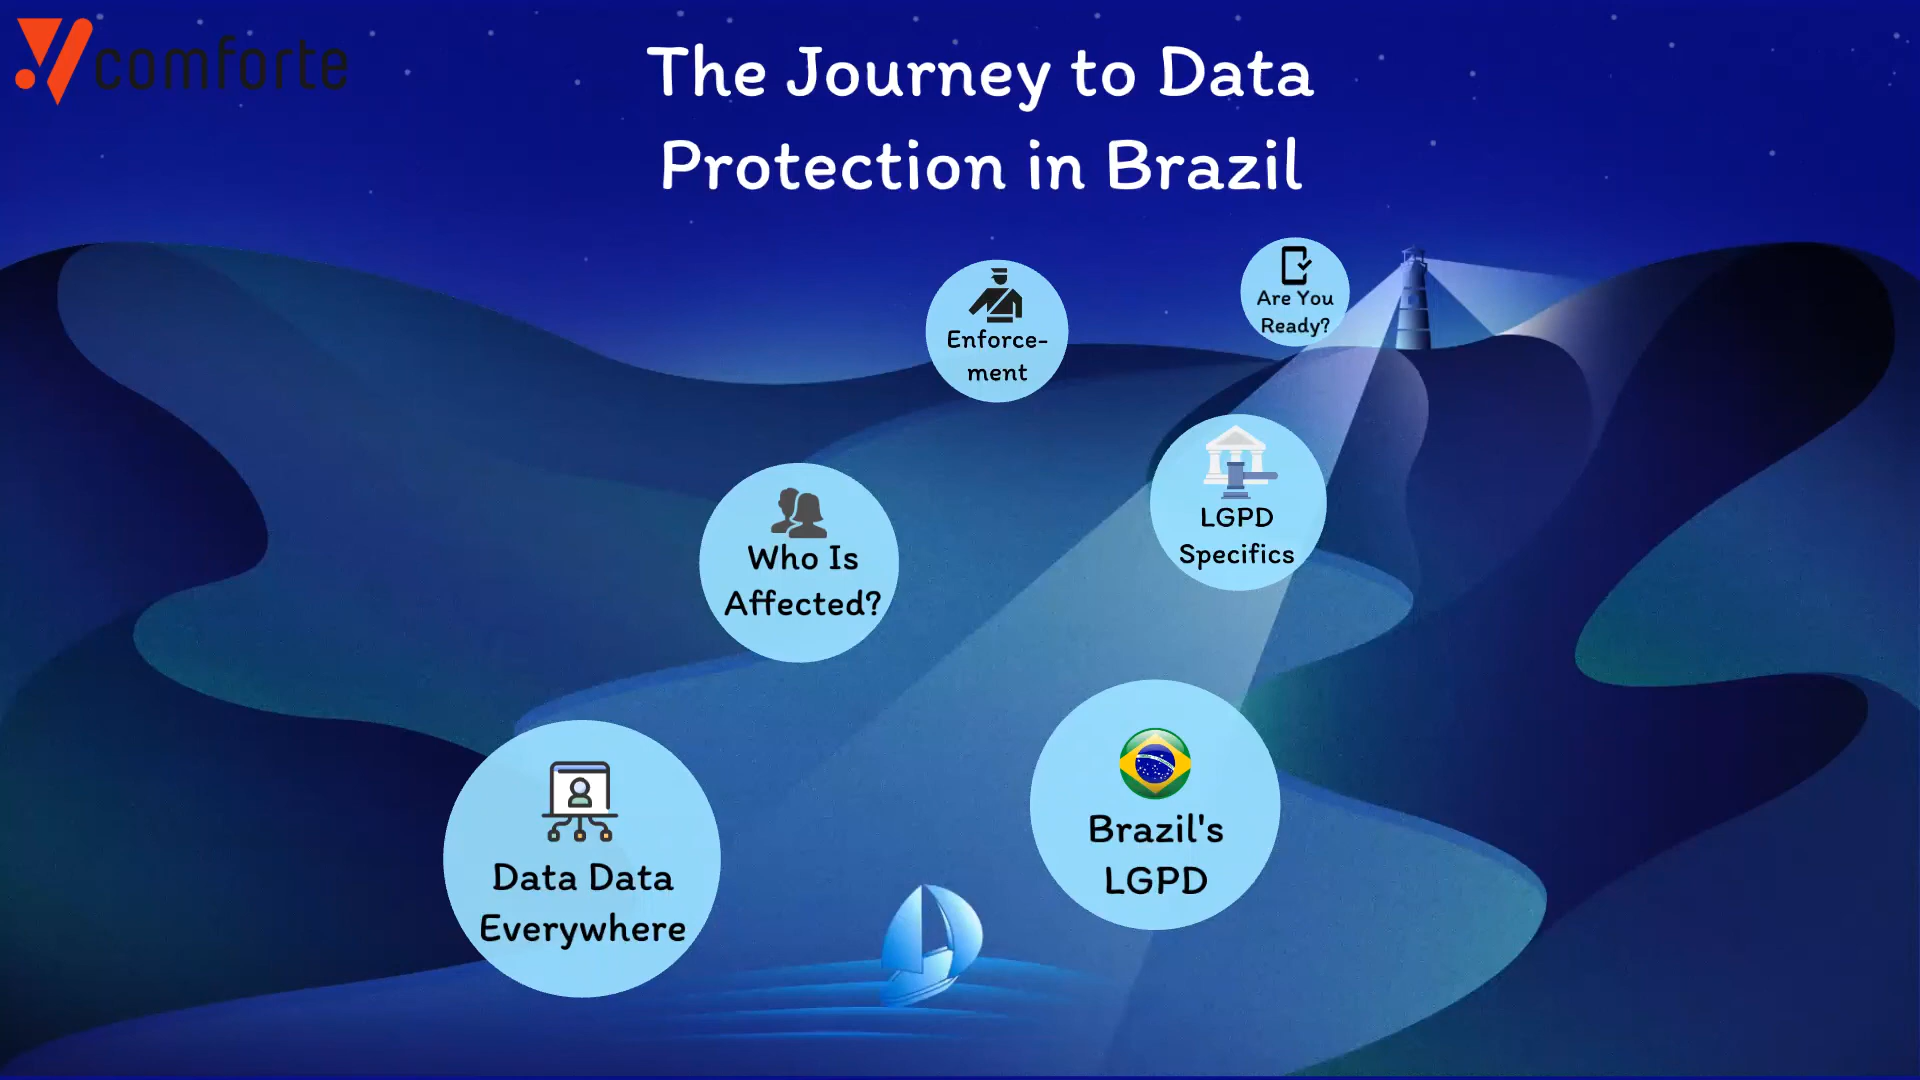 comforte
The Journey to Data
Protection in Brazil
Are You
Ready?
Enforce-
ment
LGPD
Specifics
Who Is
Affected?
Brazil's
LGPD
Data Data
Everywhere